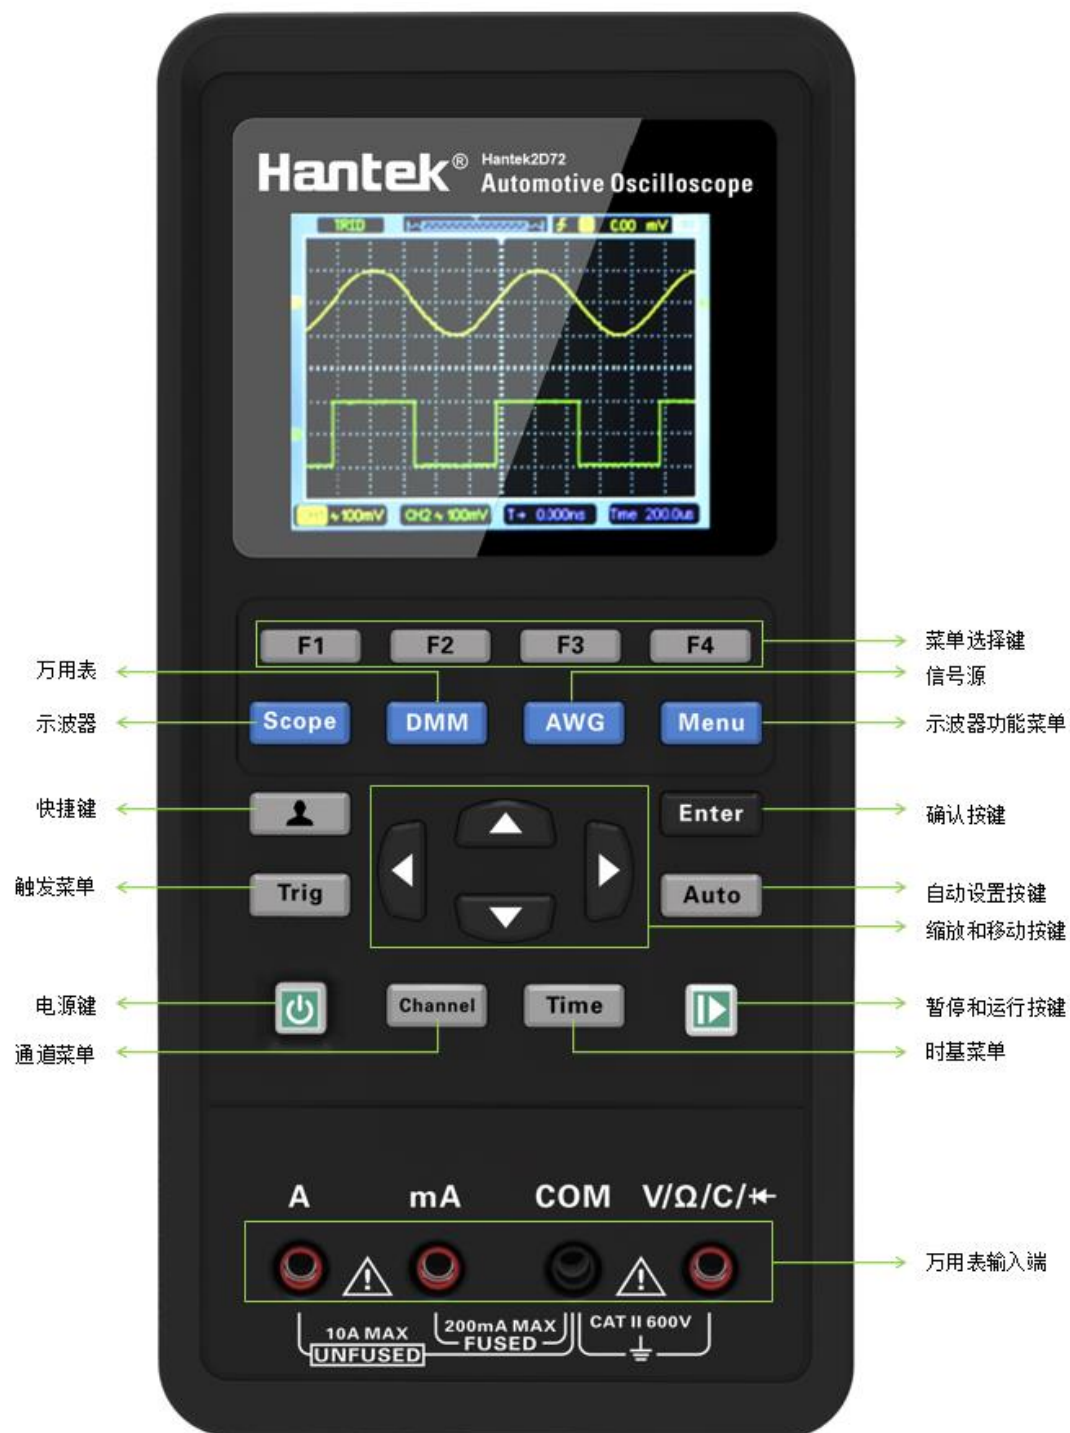 Hantek®
Hantek2D72
Automotive Oscilloscope
TRID
0.00 mV
CH1 100mV
CH2 100mV
T 0.000ns
Time 200.0us
F1 F2 F3 F4
菜单选择键
万用表
信号源
示波器
Scope DMM AWG Menu
示波器功能菜单
快捷键
Enter
确认按键
触发菜单
Trig
Auto
自动设置按键
缩放和移动按键
电源键
Channel
Time
暂停和运行按键
通道菜单
时基菜单
A mA COM V/Ω/C/
万用表输入端
10A MAX
UNFUSED
200mA MAX
FUSED
CAT II 600V